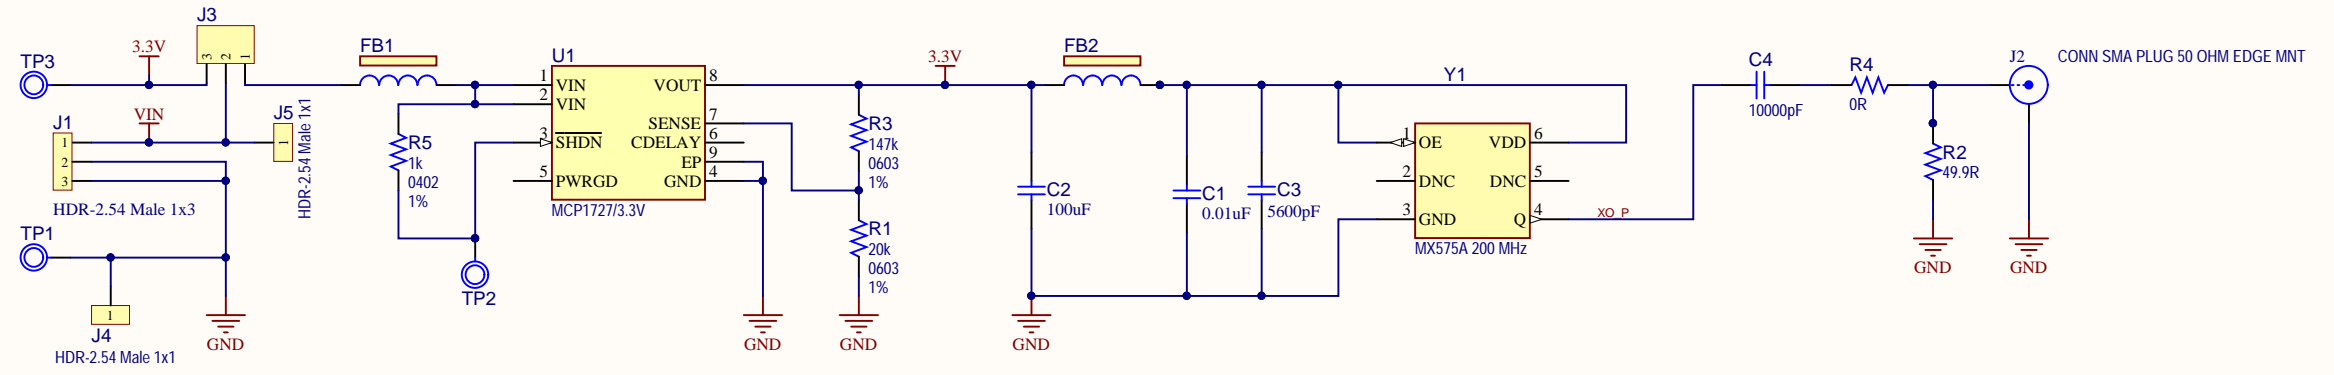 TP3
3.3V
J3
3
2
1
J1
1
2
3
HDR-2.54 Male 1x3
VIN
J5
1
HDR-2.54 Male 1x1
TP1
J4
1
HDR-2.54 Male 1x1
GND
FB1
R5
1k
0402
1%
TP2
U1
1
VIN
2
VIN
3
SHDN
5
PWRGD
VOUT
8
SENSE
7
CDELAY
6
EP
9
GND
4
MCP1727/3.3V
GND
R3
147k
0603
1%
R1
20k
0603
1%
GND
3.3V
C2
100uF
GND
FB2
C1
0.01uF
C3
5600pF
Y1
1
OE
2
DNC
3
GND
VDD
6
DNC
5
Q
4
MX575A 200 MHz
XO_P
C4
10000pF
R4
0R
R2
49.9R
GND
J2
CONN SMA PLUG 50 OHM EDGE MNT
GND